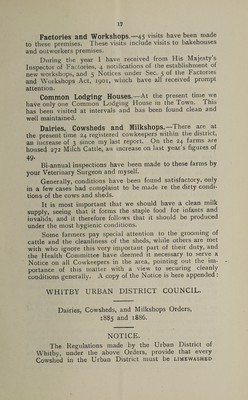 17
Factories and Workshops.—45 visits have been made
to these premises. These visits include visits to bakehouses
and outworkers premises.
During the year I have received from His Majesty's
Inspector of Factories, 4 notifications of the establishment of
new workshops, and 5 Notices under Sec. 5 of the Factories
and Workshops Act, 1901, which have all received prompt
attention.
Common Lodging Houses.—At the present time we
have only one Common Lodging House in the Town. This
has been visited at intervals and has been found clean and
well maintained.
Dairies, Cowsheds and Milkshops.—There are at
the present time 24 registered cowkeepers within the district,
an increase of 3 since my last report. On the 24 farms are
housed 272 Milch Cattle, an increase on last year's figures of
49.
Bi-annual inspections have been made to these farms by
your Veterinary Surgeon and myself.
Generally, conditions have been found satisfactory, only
in a few cases had complaint to be made re the dirty condi-
tions of the cows and sheds.
It is most important that we should have a clean milk
supply, seeing that it forms the staple food for infants and
invalids, and it therefore follows that it should be produced
under the most hygienic conditions.
Some farmers pay special attention to the grooming of
cattle and the cleanliness of the sheds, while others are met
with who ignore this very important part of their duty, and
the Health Committee have deemed it necessary to serve a
Notice on all Cowkeepers in the area, pointing out the im-
portance of this matter with a view to securing cleanly
conditions generally. A copy of the Notice is here appended:
WHITBY URBAN DISTRICT COUNCIL.
Dairies, Cowsheds, and Milkshops Orders,
1885 and 1886.
NOTICE.
The Regulations made by the Urban District of
Whitby, under the above Orders, provide that every
Cowshed in the Urban District must be LIMEWASHED